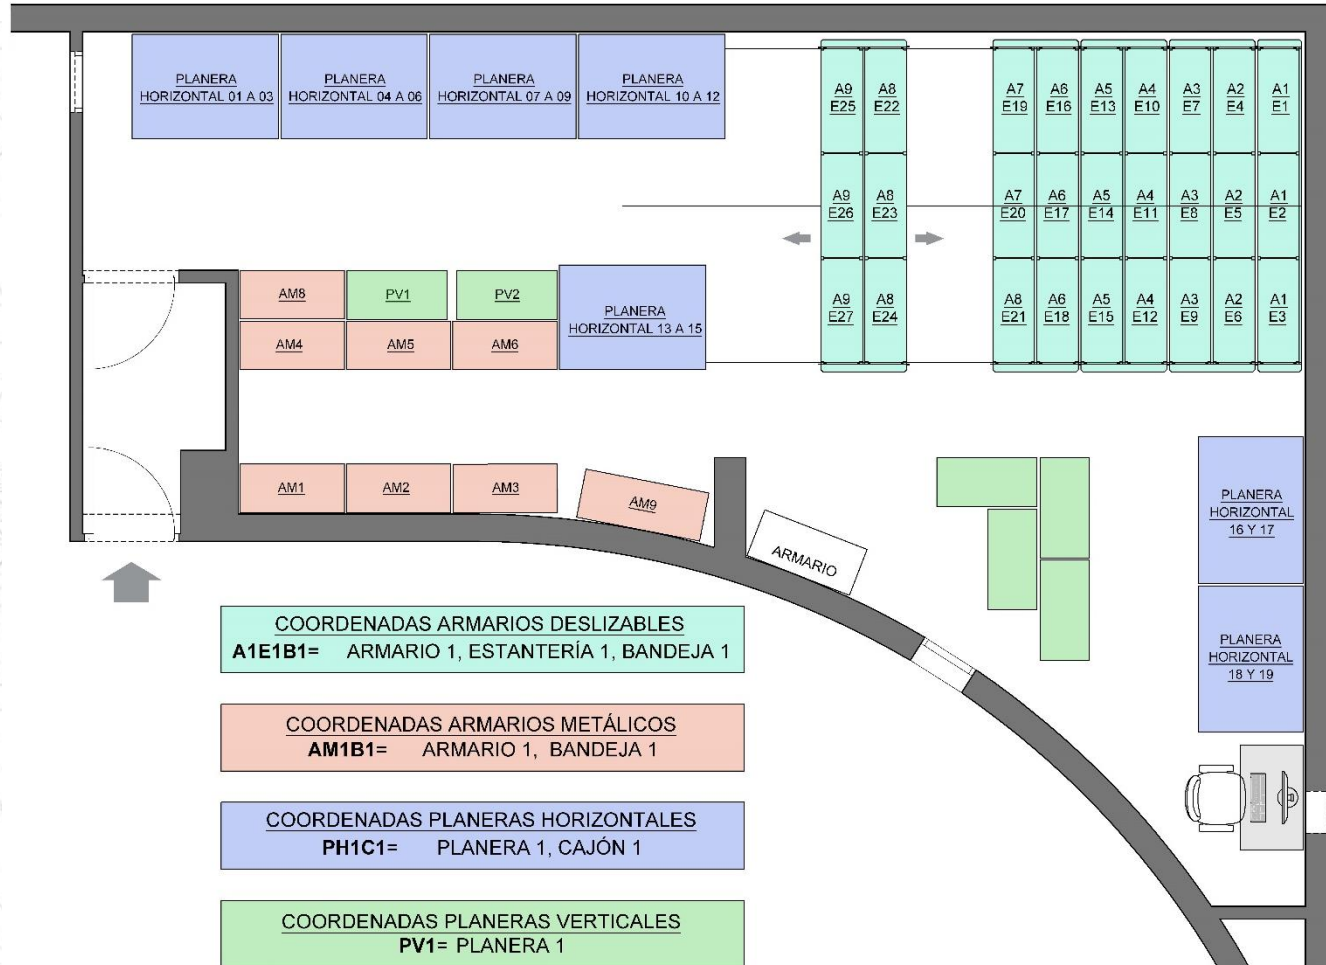 PLANERA
HORIZONTAL 01 A 03
PLANERA
HORIZONTAL 04 A 06
PLANERA
HORIZONTAL 07 A 09
PLANERA
HORIZONTAL 10 A 12
A9
E25
A8
E22
A7
E19
A6
E16
A5
E13
A4
E10
A3
E7
A2
E4
A1
E1
A9
E26
A8
E23
A7
E20
A6
E17
A5
E14
A4
E11
A3
E8
A2
E5
A1
E2
A9
E27
A8
E24
A8
E21
A6
E18
A5
E15
A4
E12
A3
E9
A2
E6
A1
E3
AM8
PV1
PV2
PLANERA
HORIZONTAL 13 A 15
AM4
AM5
AM6
AM1
AM2
AM3
AM9
ARMARIO
PLANERA
HORIZONTAL
16 Y 17
PLANERA
HORIZONTAL
18 Y 19
COORDENADAS ARMARIOS DESLIZABLES
A1E1B1= ARMARIO 1, ESTANTERÍA 1, BANDEJA 1
COORDENADAS ARMARIOS METÁLICOS
AM1B1= ARMARIO 1, BANDEJA 1
COORDENADAS PLANERAS HORIZONTALES
PH1C1= PLANERA 1, CAJÓN 1
COORDENADAS PLANERAS VERTICALES
PV1= PLANERA 1